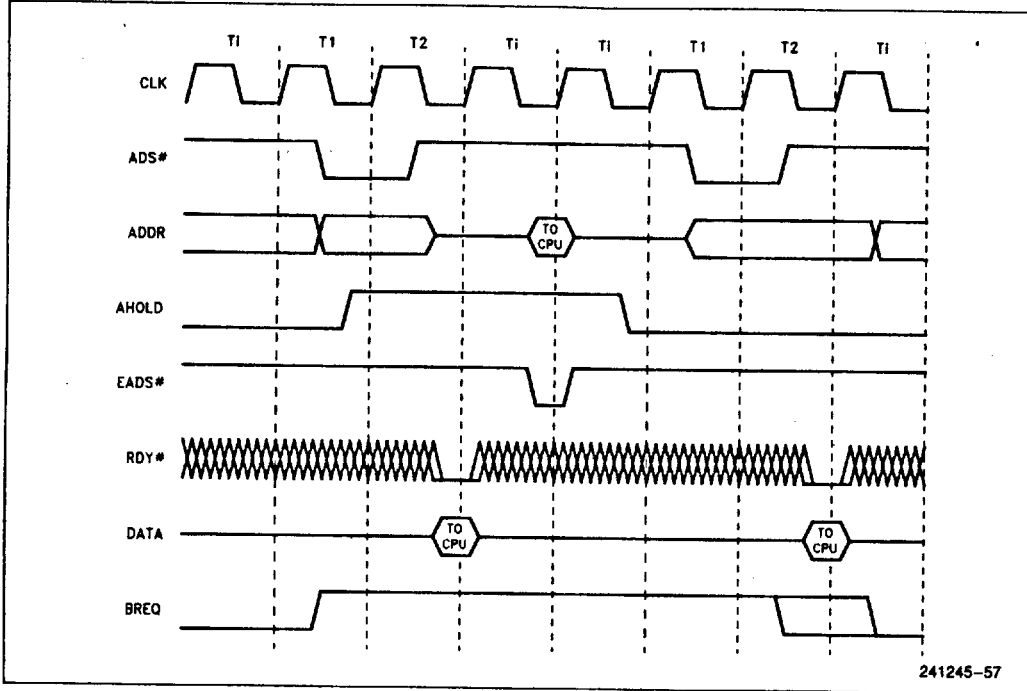 Ti T1 T2 Ti Ti T1 T2 Ti
CLK
ADS#
ADDR
TO
CPU
AHOLD
EADS#
RDY#
DATA
TO
CPU
TO
CPU
BREQ
241245-57